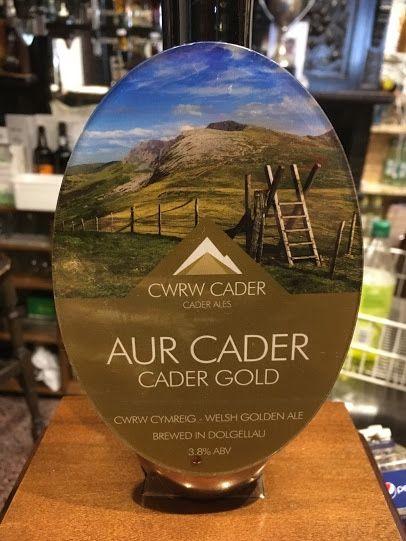 CWRW CADER
CADER ALES
AUR CADER
CADER GOLD
CWRW CYMREIG - WELSH GOLDEN ALE
BREWED IN DOLGELLAU
3.8% ABV